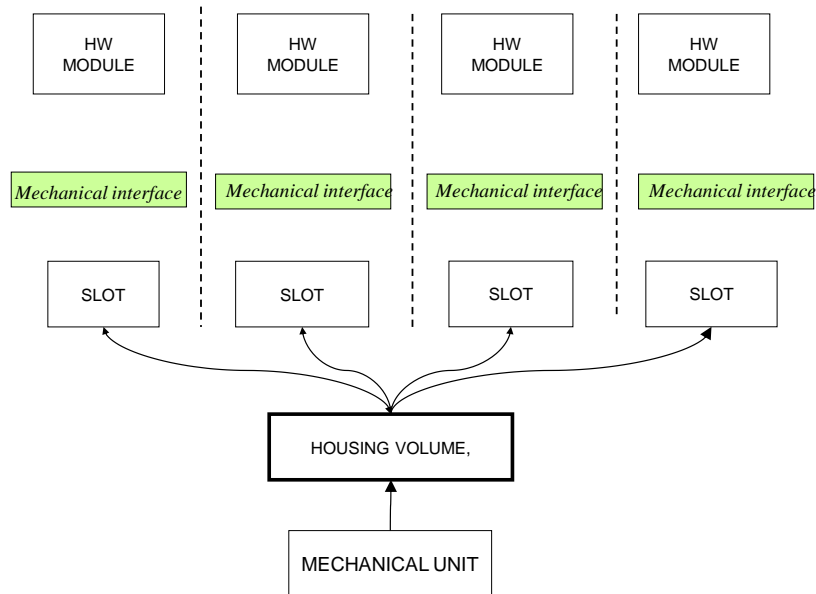 HW
MODULE
HW
MODULE
HW
MODULE
HW
MODULE
Mechanical interface
Mechanical interface
Mechanical interface
Mechanical interface
SLOT
SLOT
SLOT
SLOT
HOUSING VOLUME,
MECHANICAL UNIT